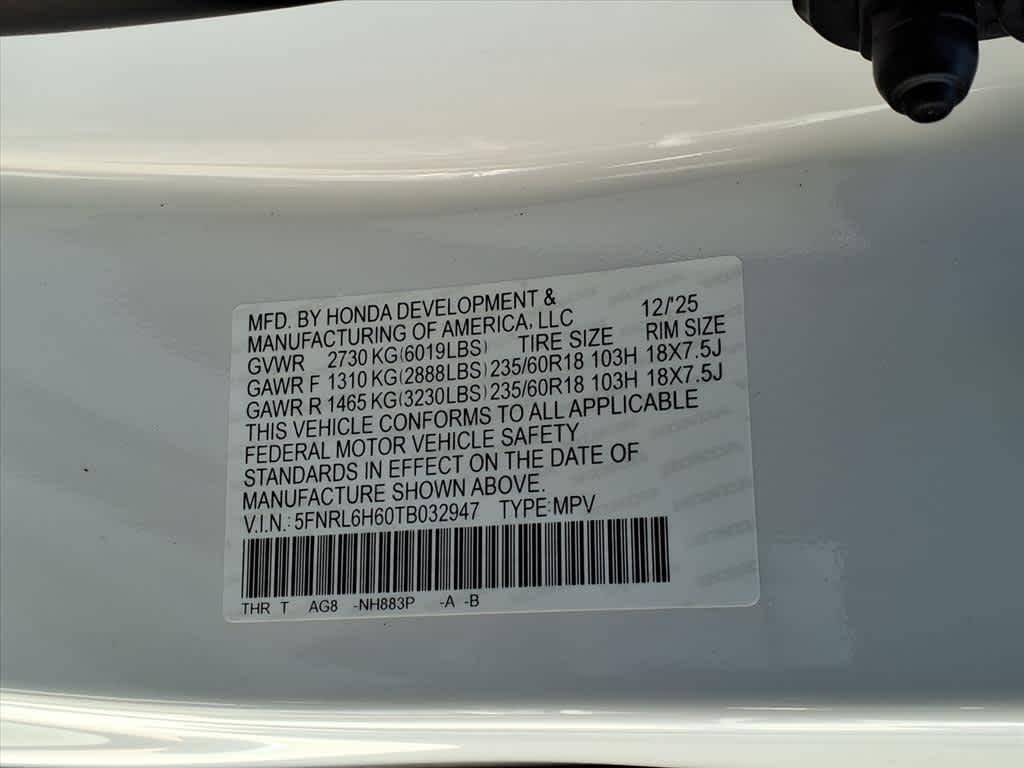 MFD. BY HONDA DEVELOPMENT & 12/'25
MANUFACTURING OF AMERICA, LLC
GVWR 2730 KG(6019LBS) TIRE SIZE RIM SIZE
GAWR F 1310 KG(2888LBS) 235/60R18 103H 18X7.5J
GAWR R 1465 KG(3230LBS) 235/60R18 103H 18X7.5J
THIS VEHICLE CONFORMS TO ALL APPLICABLE
FEDERAL MOTOR VEHICLE SAFETY
STANDARDS IN EFFECT ON THE DATE OF
MANUFACTURE SHOWN ABOVE.
V.I.N.: 5FNRL6H60TB032947 TYPE:MPV
THR T AG8 -NH883P -A -B